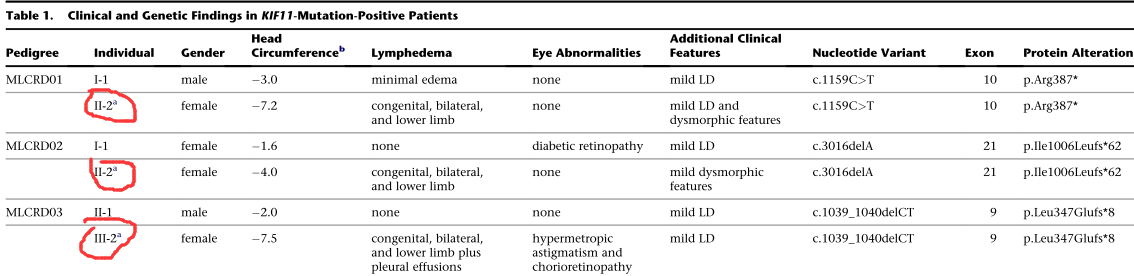 Table 1. Clinical and Genetic Findings in KIF11-Mutation-Positive Patients
Pedigree Individual Gender Head Circumferenceb Lymphedema Eye Abnormalities Additional Clinical Features Nucleotide Variant Exon Protein Alteration
MLCRD01 I-1 male −3.0 minimal edema none mild LD c.1159C>T 10 p.Arg387*
II-2a female −7.2 congenital, bilateral, none mild LD and c.1159C>T 10 p.Arg387*
and lower limb dysmorphic features
MLCRD02 I-1 female −1.6 none diabetic retinopathy mild LD c.3016delA 21 p.Ile1006Leufs*62
II-2a female −4.0 congenital, bilateral, none mild dysmorphic c.3016delA 21 p.Ile1006Leufs*62
and lower limb features
MLCRD03 II-1 male −2.0 none none mild LD c.1039_1040delCT 9 p.Leu347Glufs*8
III-2a female −7.5 congenital, bilateral, hypermetropic mild LD c.1039_1040delCT 9 p.Leu347Glufs*8
and lower limb plus astigmatism and
pleural effusions chorioretinopathy